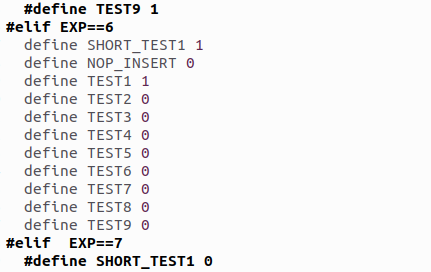 #define TEST9 1
#elif EXP==6
define SHORT_TEST1 1
define NOP_INSERT 0
define TEST1 1
define TEST2 0
define TEST3 0
define TEST4 0
define TEST5 0
define TEST6 0
define TEST7 0
define TEST8 0
define TEST9 0
#elif  EXP==7
#define SHORT_TEST1 0